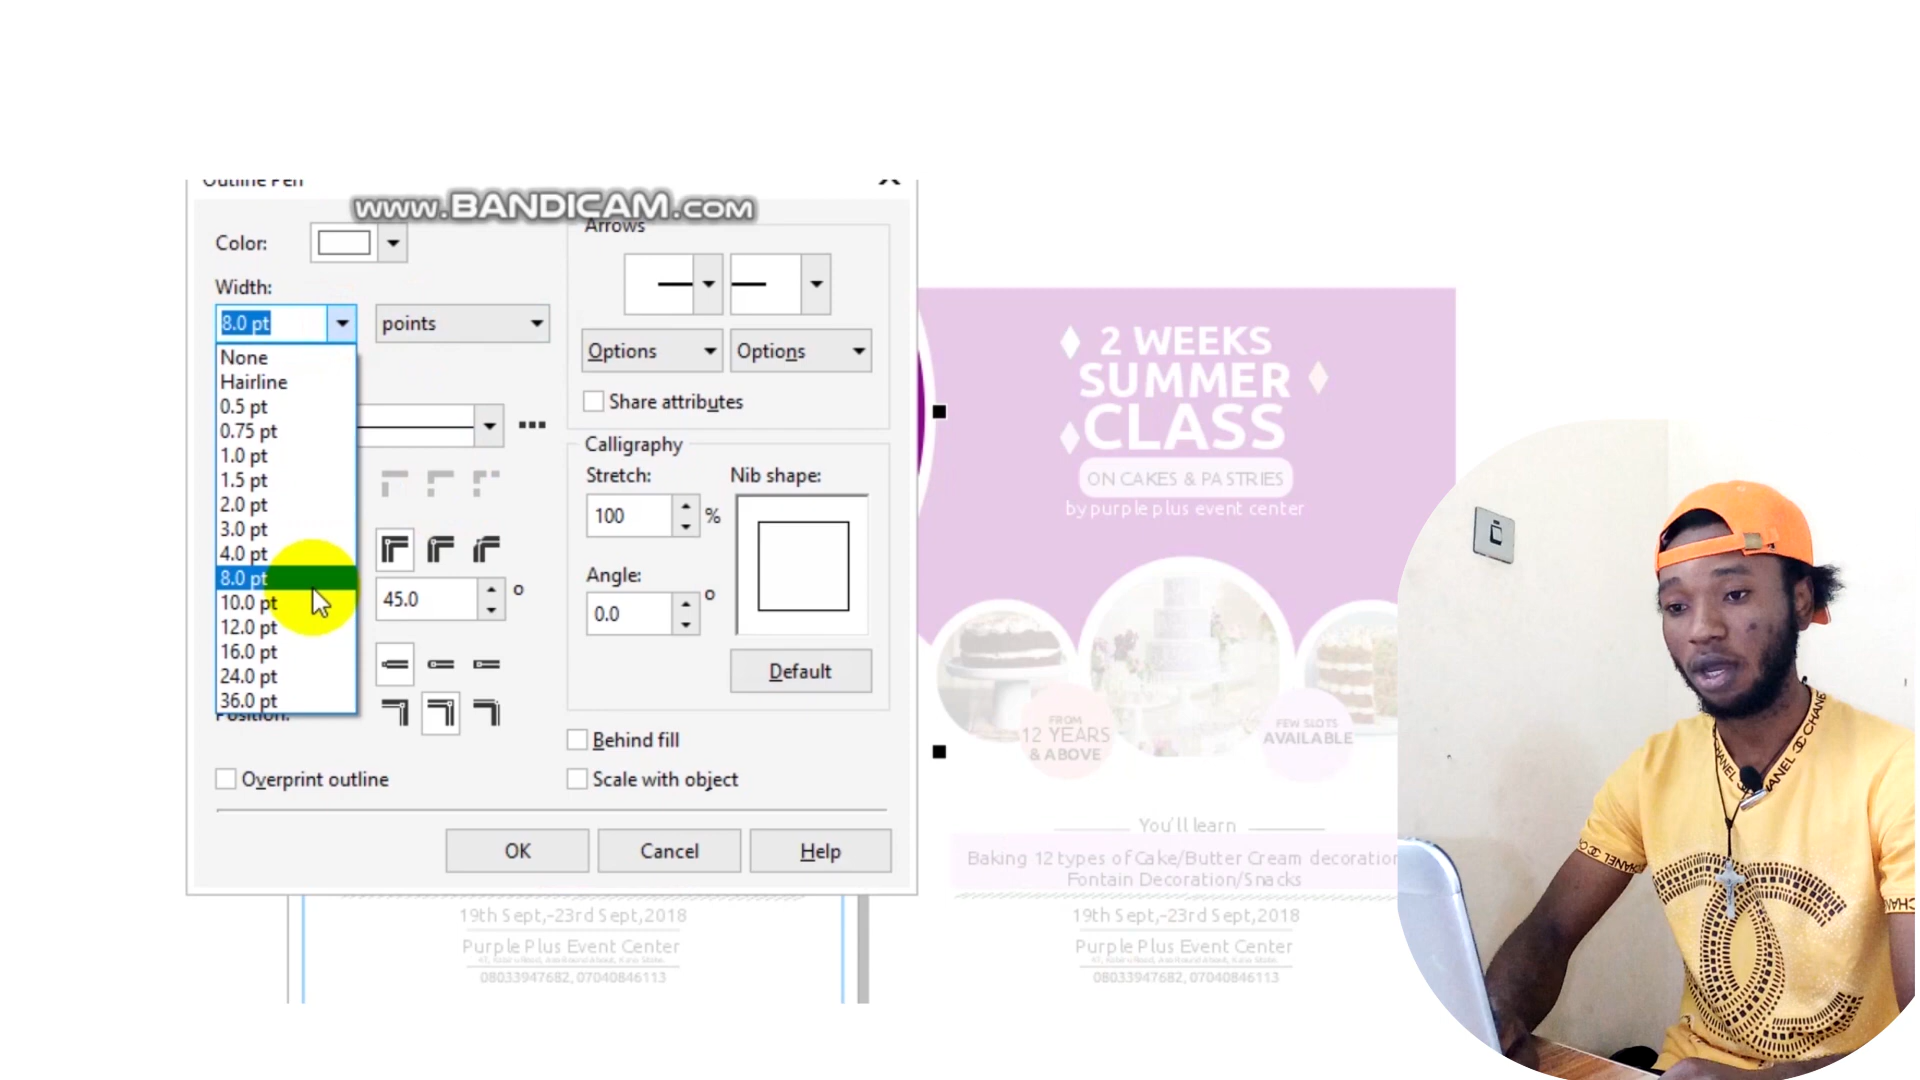 Outline Pen
www.BANDICAM.com
Color:
Width:
8.0 pt
points
None
Hairline
0.5 pt
0.75 pt
1.0 pt
1.5 pt
2.0 pt
3.0 pt
4.0 pt
8.0 pt
10.0 pt
12.0 pt
16.0 pt
24.0 pt
36.0 pt
Position:
45.0 °
Overprint outline
Arrows
Options
Options
Share attributes
Calligraphy
Stretch:
Nib shape:
100 %
Angle:
0.0 °
Default
Behind fill
Scale with object
OK
Cancel
Help
19th Sept,-23rd Sept,2018
Purple Plus Event Center
08033947682, 07040846113
2 WEEKS
SUMMER
CLASS
ON CAKES & PASTRIES
by purple plus event center
FROM
12 YEARS
& ABOVE
FEW SLOTS
AVAILABLE
You'll learn
Baking 12 types of Cake/Butter Cream decoration
Fontain Decoration/Snacks
19th Sept,-23rd Sept,2018
Purple Plus Event Center
08033947682, 07040846113
CHANEL
CHANEL